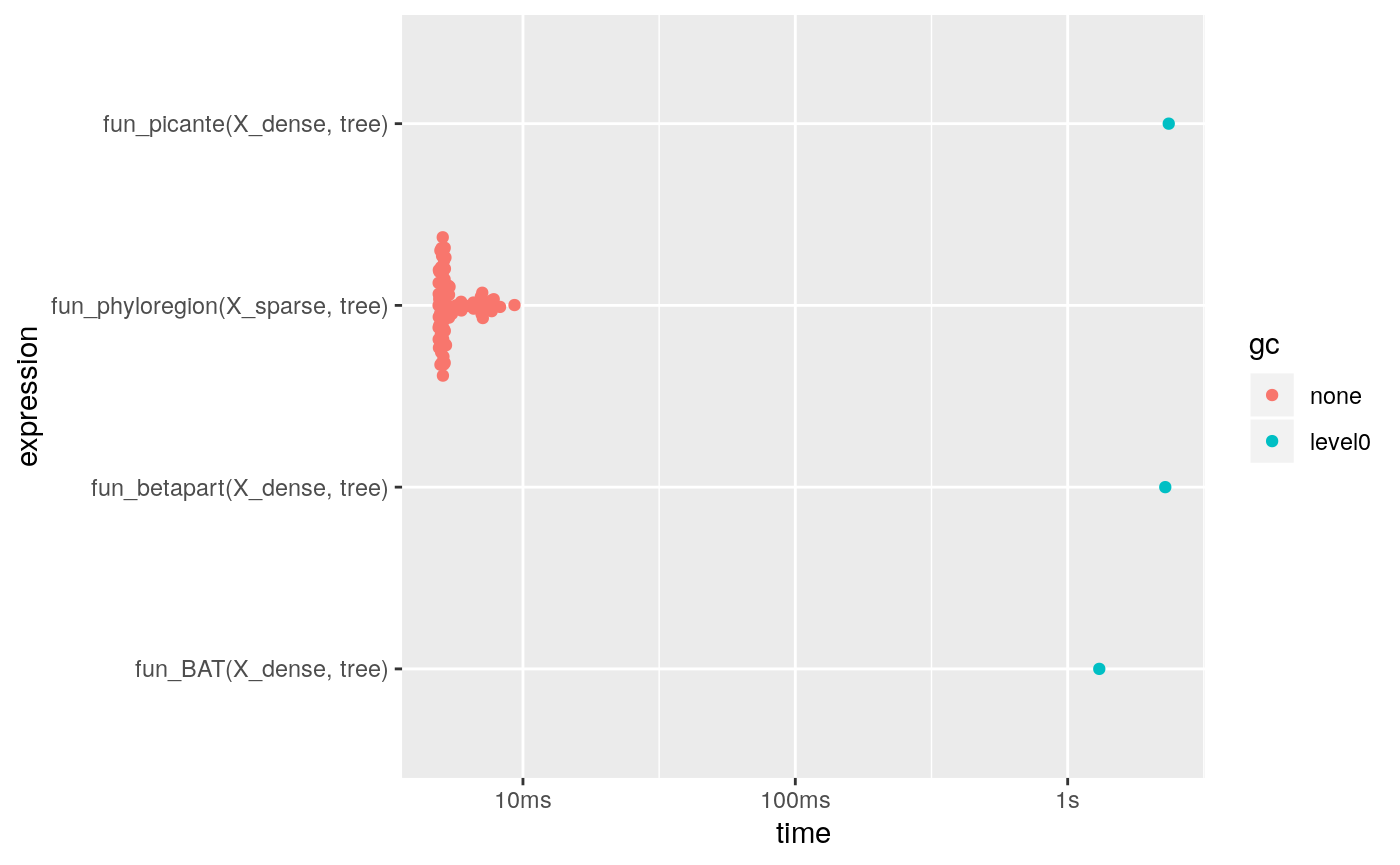 fun_picante(X_dense, tree)
fun_phyloregion(X_sparse, tree)
fun_betapart(X_dense, tree)
fun_BAT(X_dense, tree)
expression
10ms
100ms
1s
time
gc
none
level0